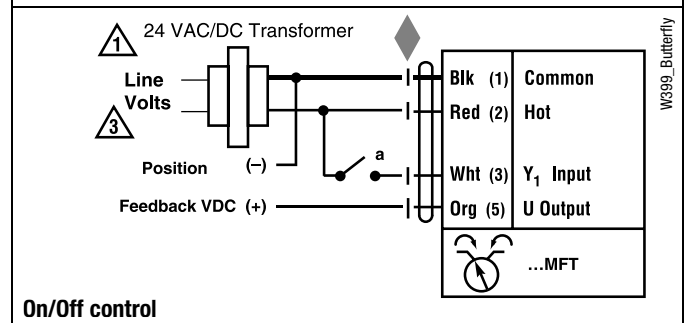 1
24 VAC/DC Transformer
Line
Volts
3
Blk (1) Common
Red (2) Hot
a
Position (–)
Wht (3) Y1 Input
Feedback VDC (+)
Org (5) U Output
...MFT
On/Off control
W399_Butterfly